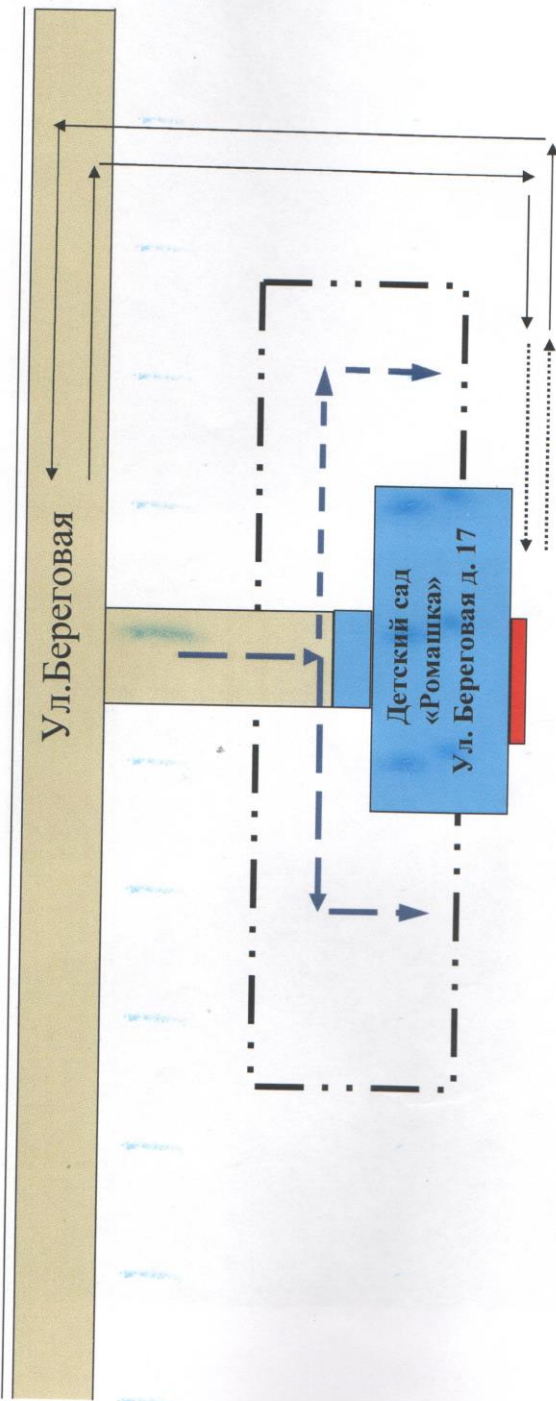 Ул.Береговая
Детский сад
«Ромашка»
Ул. Береговая д. 17